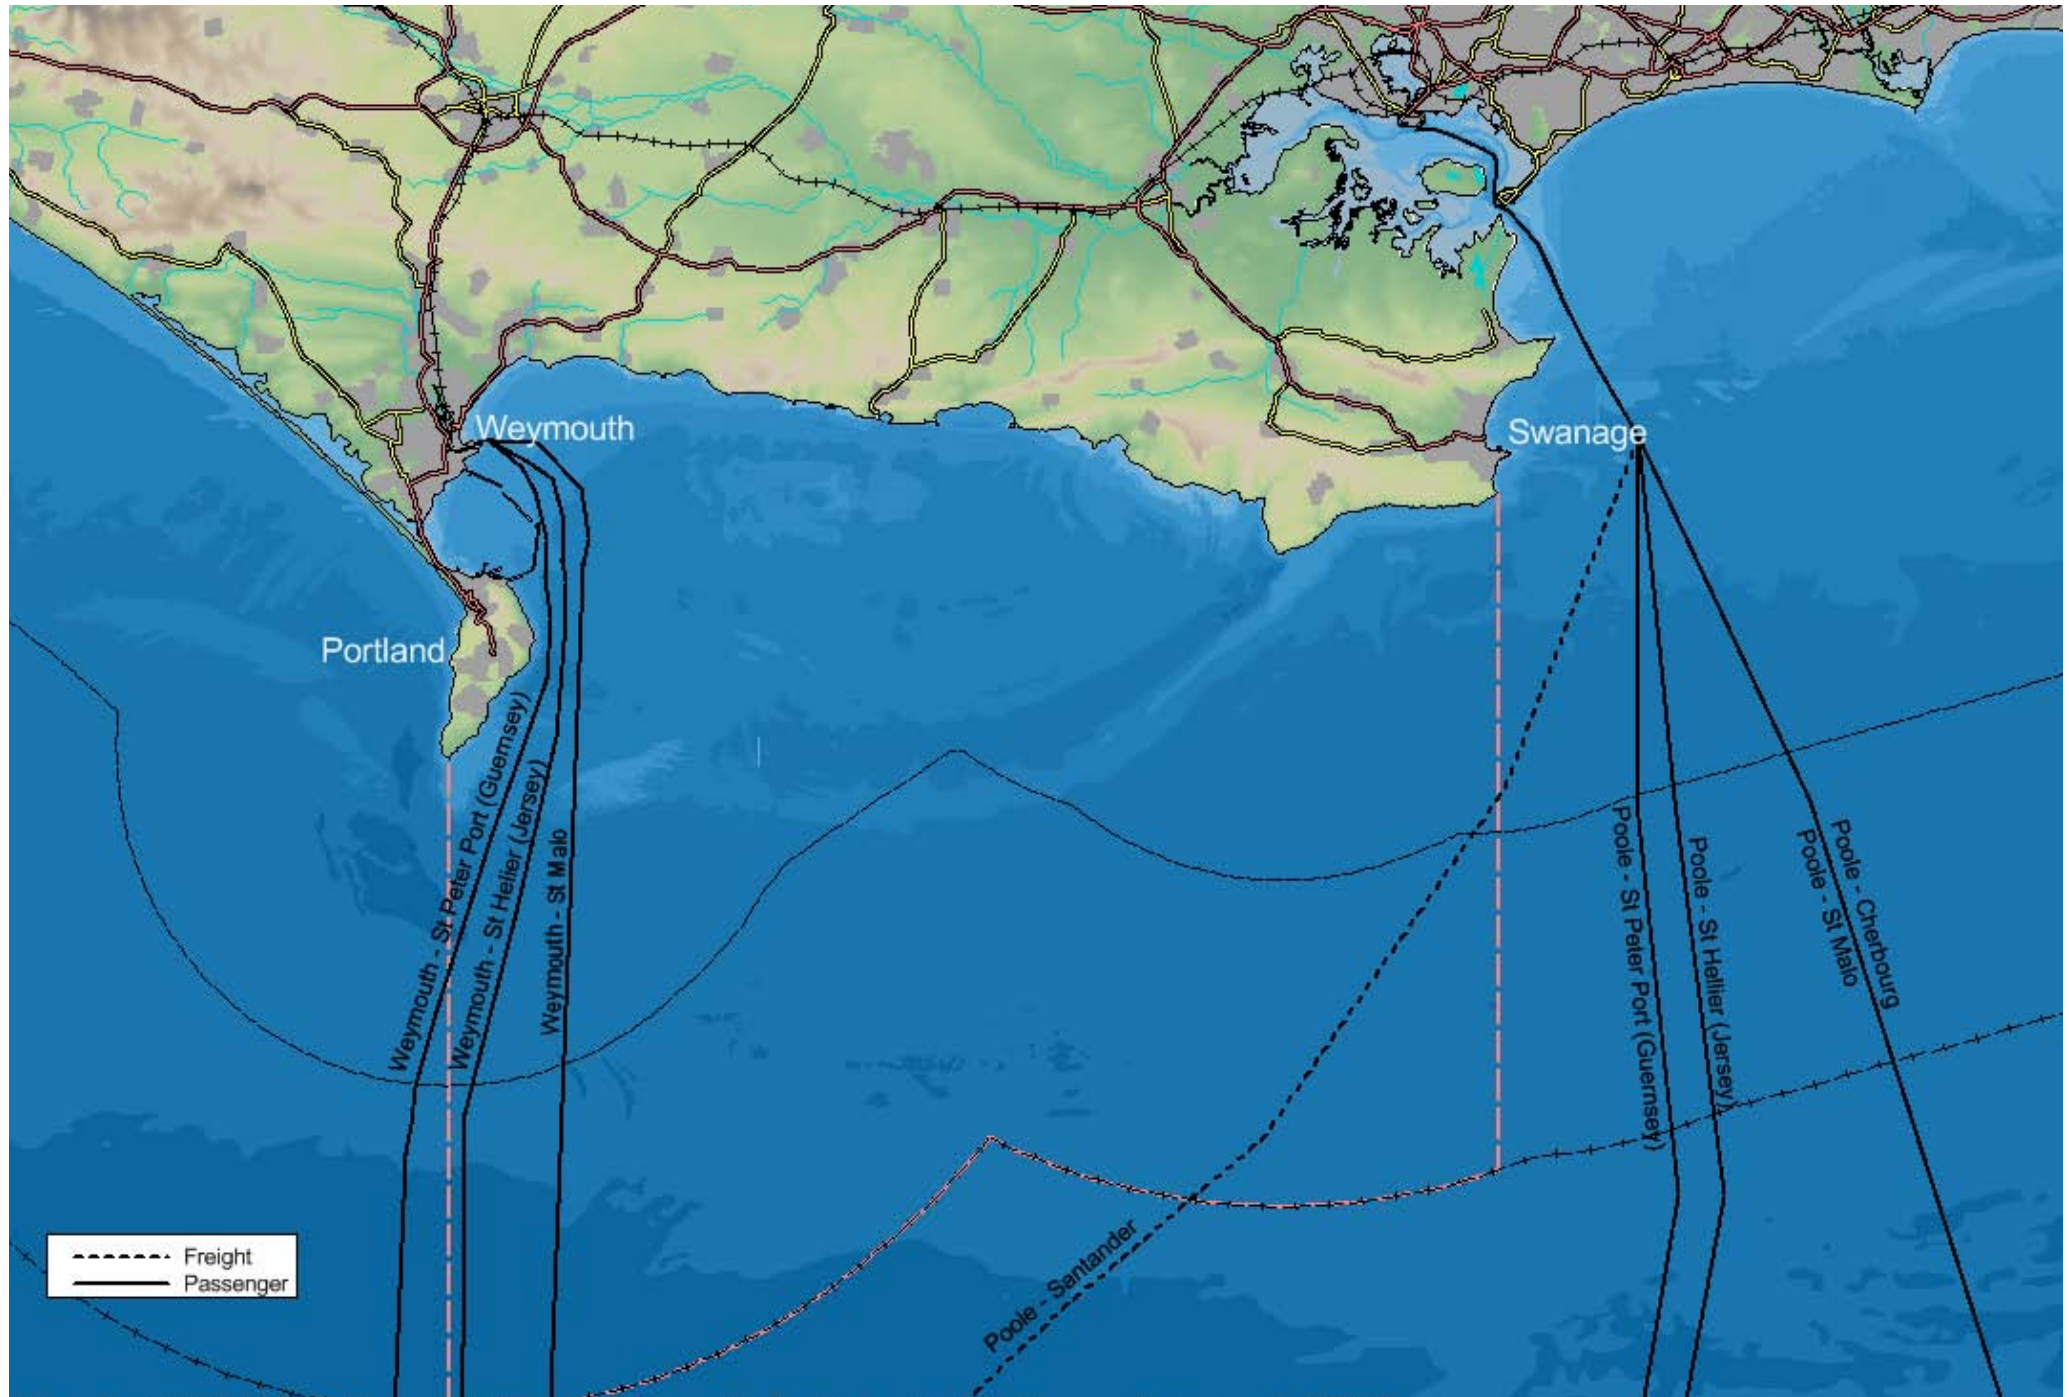 Weymouth
Swanage
Portland
Weymouth - St Peter Port (Guernsey)
Weymouth - St Helier (Jersey)
Weymouth - St Malo
Poole - St Peter Port (Guernsey)
Poole - St Hellier (Jersey)
Poole - Cherbourg
Poole - St Malo
Poole - Santander
Freight
Passenger